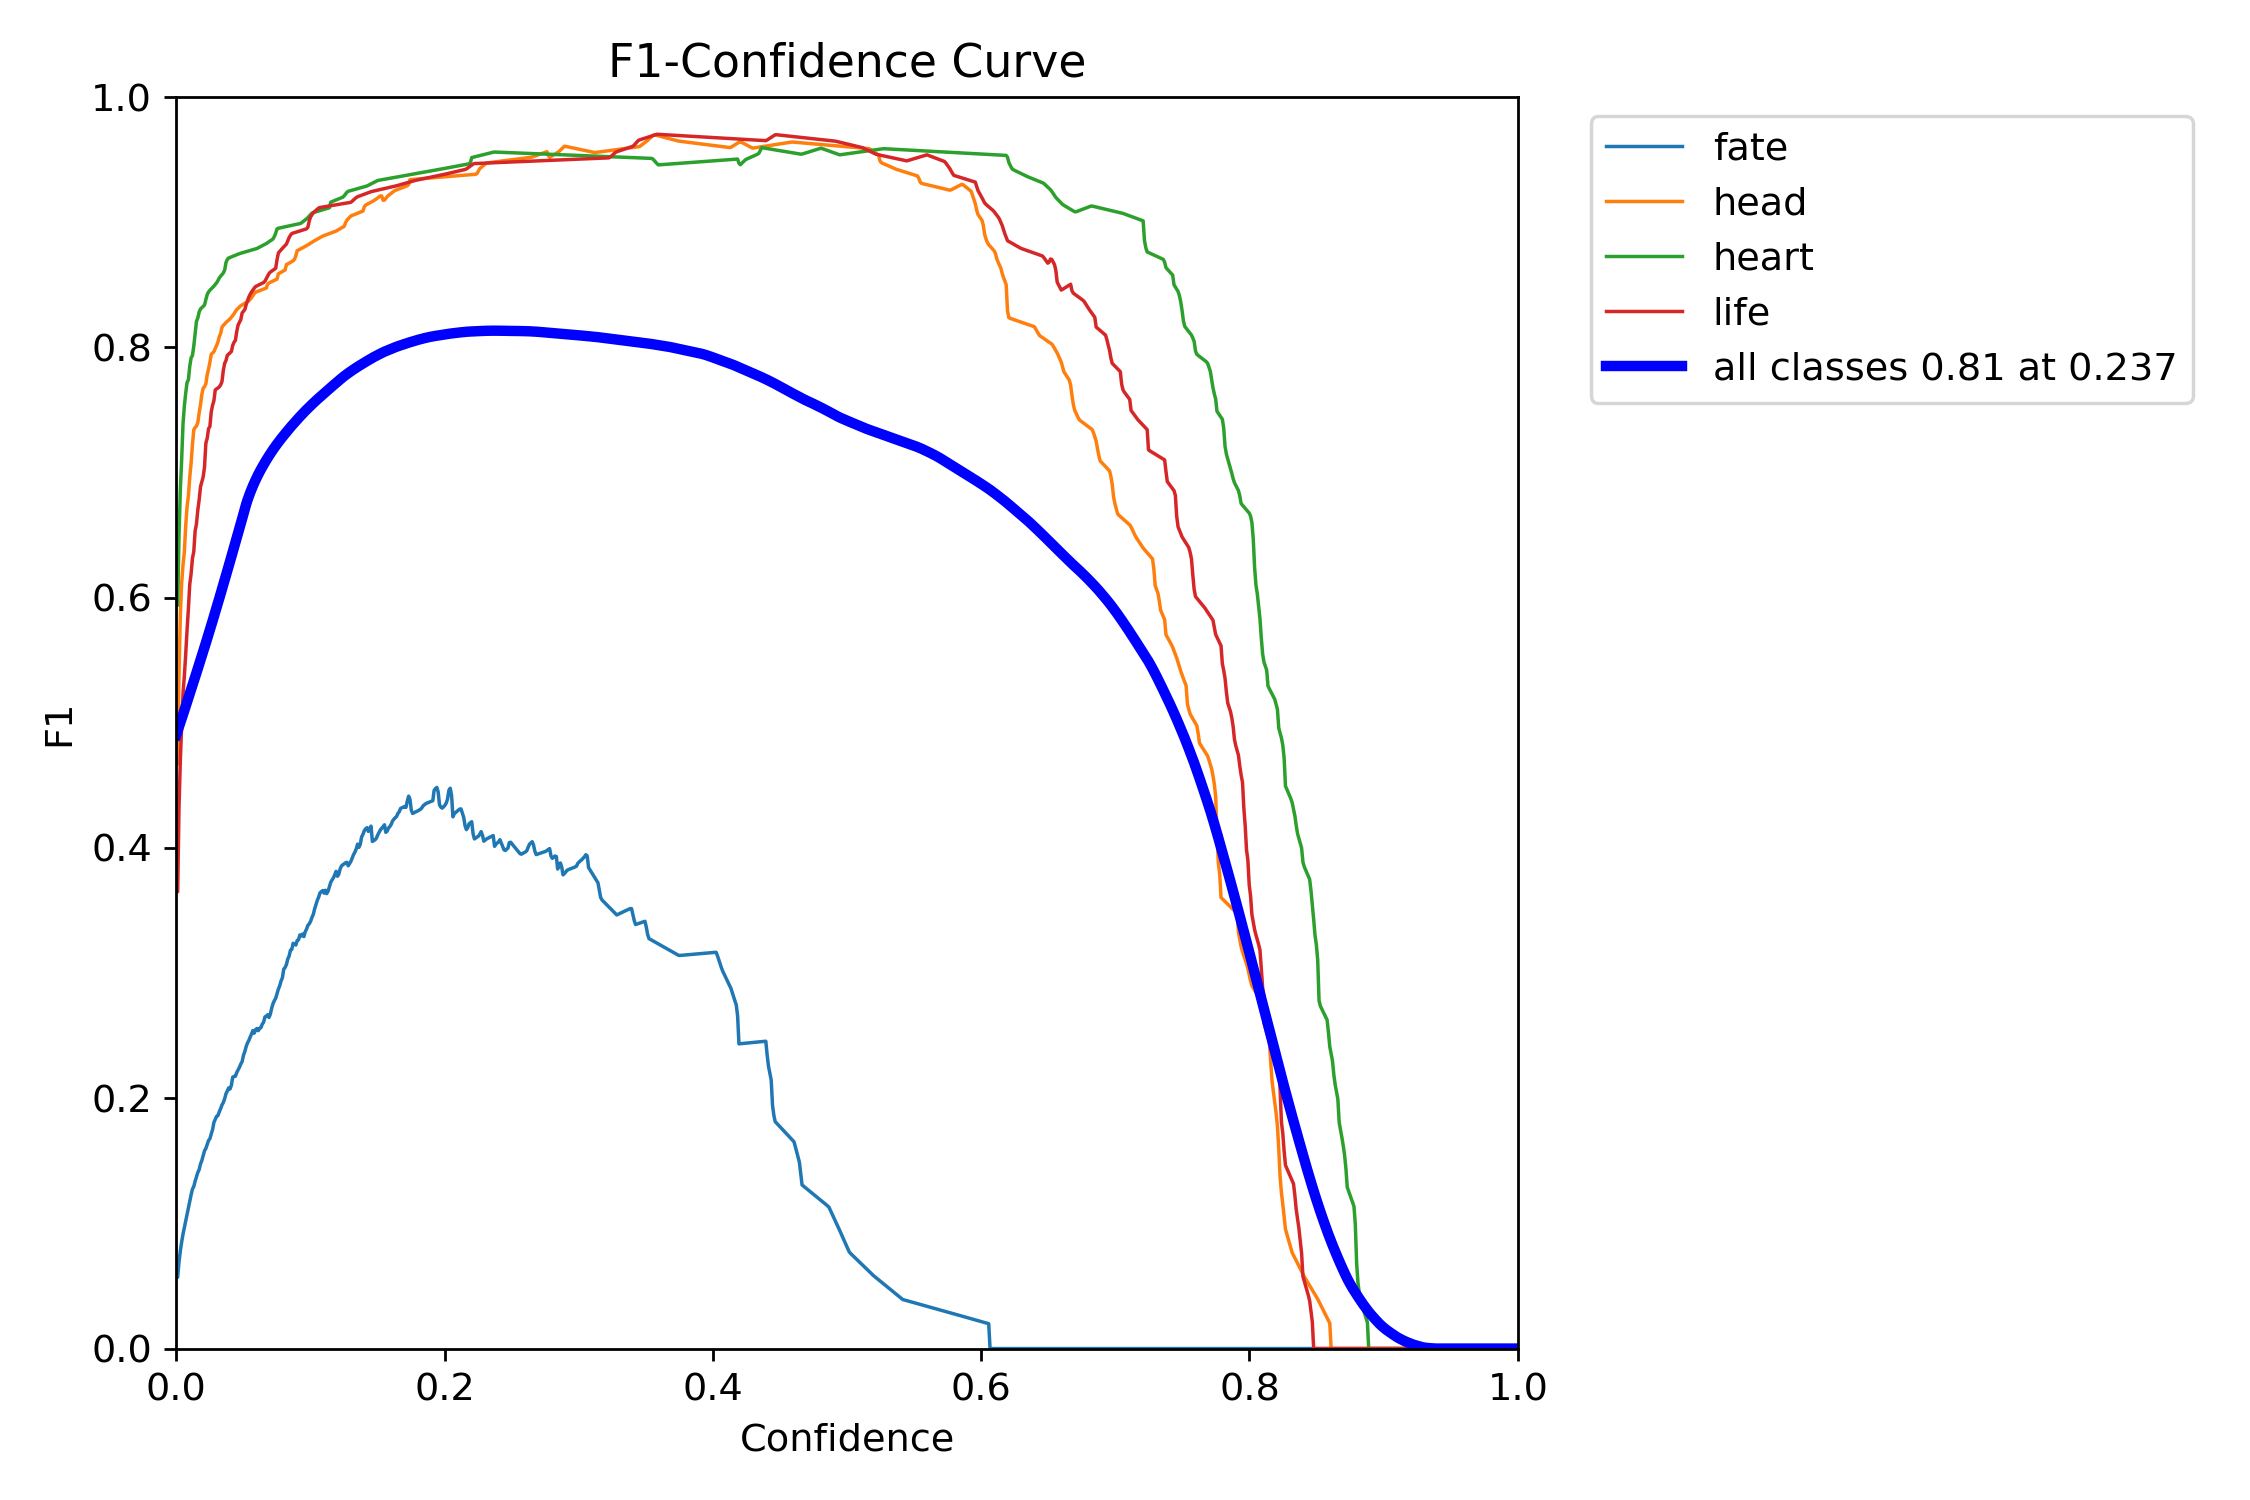 F1-Confidence Curve
1.0
0.8
0.6
0.4
0.2
0.0
F1
0.0 0.2 0.4 0.6 0.8 1.0
Confidence
fate
head
heart
life
all classes 0.81 at 0.237